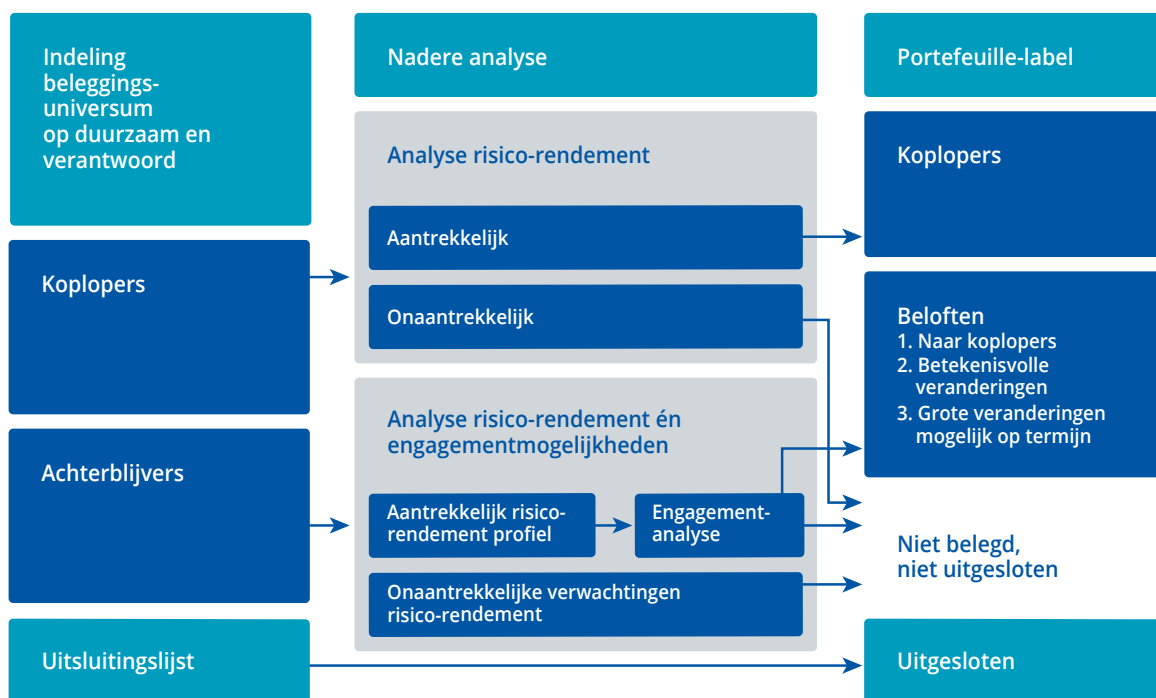 Indeling
beleggings-
universum
op duurzaam en
verantwoord
Nadere analyse
Portefeuille-label
Analyse risico-rendement
Koplopers
Aantrekkelijk
Koplopers
Onaantrekkelijk
Beloften
1. Naar koplopers
2. Betekenisvolle
veranderingen
3. Grote veranderingen
mogelijk op termijn
Analyse risico-rendement én
engagementmogelijkheden
Achterblijvers
Aantrekkelijk risico-
rendement profiel
Engagement-
analyse
Niet belegd,
niet uitgesloten
Onaantrekkelijke verwachtingen
risico-rendement
Uitsluitingslijst
Uitgesloten